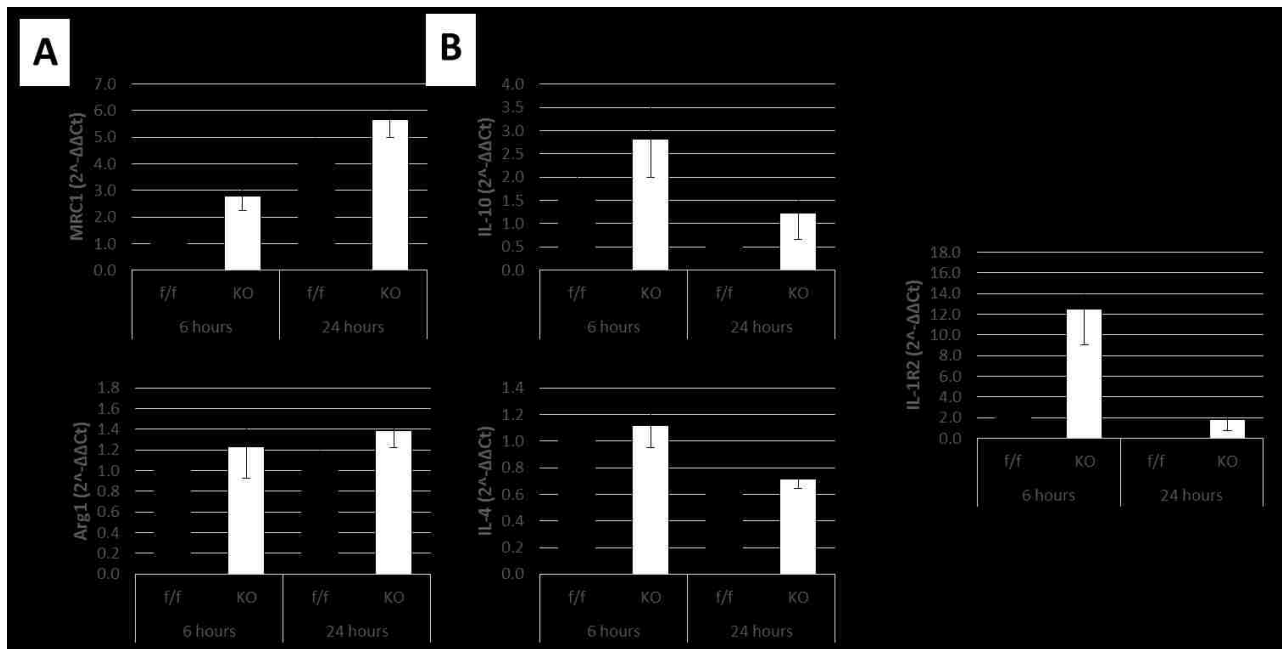 A
MRC1 (2^-ΔΔCt)
7.0
6.0
5.0
4.0
3.0
2.0
1.0
0.0
f/f KO f/f KO
6 hours 24 hours
Arg1 (2^-ΔΔCt)
1.8
1.6
1.4
1.2
1.0
0.8
0.6
0.4
0.2
0.0
f/f KO f/f KO
6 hours 24 hours
B
IL-10 (2^-ΔΔCt)
4.0
3.5
3.0
2.5
2.0
1.5
1.0
0.5
0.0
f/f KO f/f KO
6 hours 24 hours
IL-4 (2^-ΔΔCt)
1.4
1.2
1.0
0.8
0.6
0.4
0.2
0.0
f/f KO f/f KO
6 hours 24 hours
IL-1R2 (2^-ΔΔCt)
18.0
16.0
14.0
12.0
10.0
8.0
6.0
4.0
2.0
0.0
f/f KO f/f KO
6 hours 24 hours